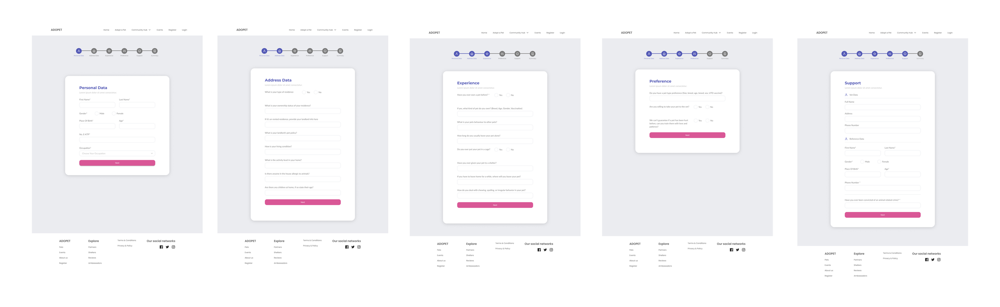 ADOPET
Home Adopt a Pet Community Hub Events Register Login
Personal Data Address Data Experience Preference Support Summary
Personal Data
Lorem ipsum dolor sit amet consectetur.
First Name* Last Name*
Gender* Male Female
Place Of Birth* Age*
No. E-KTP*
Occupation*
Choose Your Occupation
Next
ADOPET Explore Terms & Conditions Our social networks
Pets Partners Privacy & Policy
Events Shelters
About us Reviews
Register Ambassadors
ADOPET
Home Adopt a Pet Community Hub Events Register Login
Personal Data Address Data Experience Preference Support Summary
Address Data
Lorem ipsum dolor sit amet consectetur.
What is your type of residence Yes No
What is your ownership status of your residence?
If it's an rented residence, provide your landlord info here
What is your landlord's pet policy?
How is your living condition?
What is the activity level in your home?
Is there anyone in the house allergic to animals?
Are there any children at home, if so state their age?
Next
ADOPET Explore Terms & Conditions Our social networks
Pets Partners Privacy & Policy
Events Shelters
About us Reviews
Register Ambassadors
ADOPET
Home Adopt a Pet Community Hub Events Register Login
Personal Data Address Data Experience Preference Support Summary
Experience
Lorem ipsum dolor sit amet consectetur.
Have you ever own a pet before? * Yes No
If yes, what kind of pet do you own? (Breed, Age, Gender, Vaccination)
What is your pets behaviour to other pets?
How long do you usually leave your pet alone?
Do you ever put your pet in a cage? Yes No
Have you ever given your pet to a shelter?
If you have to leave home for a while, where will you leave your pet?
How do you deal with chewing, spoiling, or irregular behavior in your pet?
Next
ADOPET Explore Terms & Conditions Our social networks
Pets Partners Privacy & Policy
Events Shelters
About us Reviews
Register Ambassadors
ADOPET
Home Adopt a Pet Community Hub Events Register Login
Personal Data Address Data Experience Preference Support Summary
Preference
Lorem ipsum dolor sit amet consectetur.
Do you have a pet type preference (Size, breed, age, breed, sex, UTD vaccine)?
Are you willing to take your pet to the vet? Yes No
We can't guarantee if a pet has been hurt Yes No
before, can you train them with love and
patience?
Next
ADOPET Explore Terms & Conditions Our social networks
Pets Partners Privacy & Policy
Events Shelters
About us Reviews
Register Ambassadors
ADOPET
Home Adopt a Pet Community Hub Events Register Login
Personal Data Address Data Experience Preference Support Summary
Support
Lorem ipsum dolor sit amet consectetur.
Vet Data
Full Name
Address
Phone Number
Reference Data
First Name* Last Name*
Gender* Male Female
Place Of Birth* Age*
Phone Number *
Have you ever been convicted of an animal-related crime? *
Next
ADOPET Explore Terms & Conditions Our social networks
Pets Partners Privacy & Policy
Events Shelters
About us Reviews
Register Ambassadors